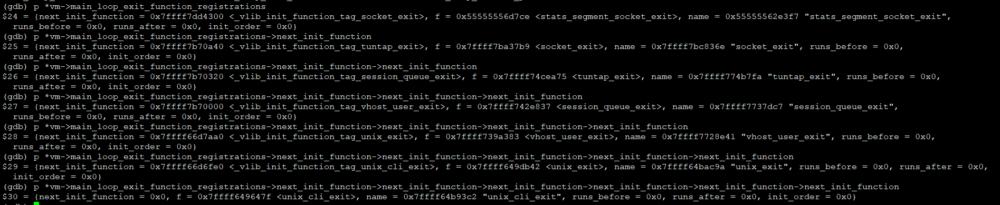 (gdb) p *vm->main_loop_exit_function_registrations
$24 = {next_init_function = 0x7ffff7dd4300 <_vlib_init_function_tag_socket_exit>, f = 0x55555556d7ce <stats_segment_socket_exit>, name = 0x55555562e3f7 "stats_segment_socket_exit",
  runs_before = 0x0, runs_after = 0x0, init_order = 0x0}
(gdb) p *vm->main_loop_exit_function_registrations->next_init_function
$25 = {next_init_function = 0x7ffff7b70a40 <_vlib_init_function_tag_tuntap_exit>, f = 0x7ffff7ba37b9 <socket_exit>, name = 0x7ffff7bc836e "socket_exit", runs_before = 0x0,
  runs_after = 0x0, init_order = 0x0}
(gdb) p *vm->main_loop_exit_function_registrations->next_init_function->next_init_function
$26 = {next_init_function = 0x7ffff7b70320 <_vlib_init_function_tag_session_queue_exit>, f = 0x7ffff74cea75 <tuntap_exit>, name = 0x7ffff774b7fa "tuntap_exit", runs_before = 0x0,
  runs_after = 0x0, init_order = 0x0}
(gdb) p *vm->main_loop_exit_function_registrations->next_init_function->next_init_function->next_init_function
$27 = {next_init_function = 0x7ffff7b70000 <_vlib_init_function_tag_vhost_user_exit>, f = 0x7ffff742e837 <session_queue_exit>, name = 0x7ffff7737dc7 "session_queue_exit",
  runs_before = 0x0, runs_after = 0x0, init_order = 0x0}
(gdb) p *vm->main_loop_exit_function_registrations->next_init_function->next_init_function->next_init_function->next_init_function
$28 = {next_init_function = 0x7ffff66d7aa0 <_vlib_init_function_tag_unix_exit>, f = 0x7ffff739a383 <vhost_user_exit>, name = 0x7ffff7728e41 "vhost_user_exit", runs_before = 0x0,
  runs_after = 0x0, init_order = 0x0}
(gdb) p *vm->main_loop_exit_function_registrations->next_init_function->next_init_function->next_init_function->next_init_function->next_init_function
$29 = {next_init_function = 0x7ffff66d6fe0 <_vlib_init_function_tag_unix_cli_exit>, f = 0x7ffff649db42 <unix_exit>, name = 0x7ffff64bac9a "unix_exit", runs_before = 0x0, runs_after = 0x0,
  init_order = 0x0}
(gdb) p *vm->main_loop_exit_function_registrations->next_init_function->next_init_function->next_init_function->next_init_function->next_init_function->next_init_function
$30 = {next_init_function = 0x0, f = 0x7ffff649647f <unix_cli_exit>, name = 0x7ffff64b93c2 "unix_cli_exit", runs_before = 0x0, runs_after = 0x0, init_order = 0x0}